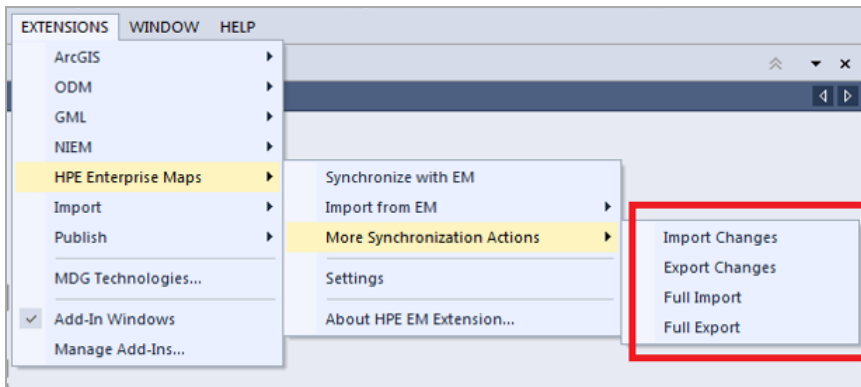 EXTENSIONS WINDOW HELP
ArcGIS
ODM
GML
NIEM
HPE Enterprise Maps
Import
Publish
MDG Technologies...
Add-In Windows
Manage Add-Ins...
Synchronize with EM
Import from EM
More Synchronization Actions
Settings
About HPE EM Extension...
Import Changes
Export Changes
Full Import
Full Export